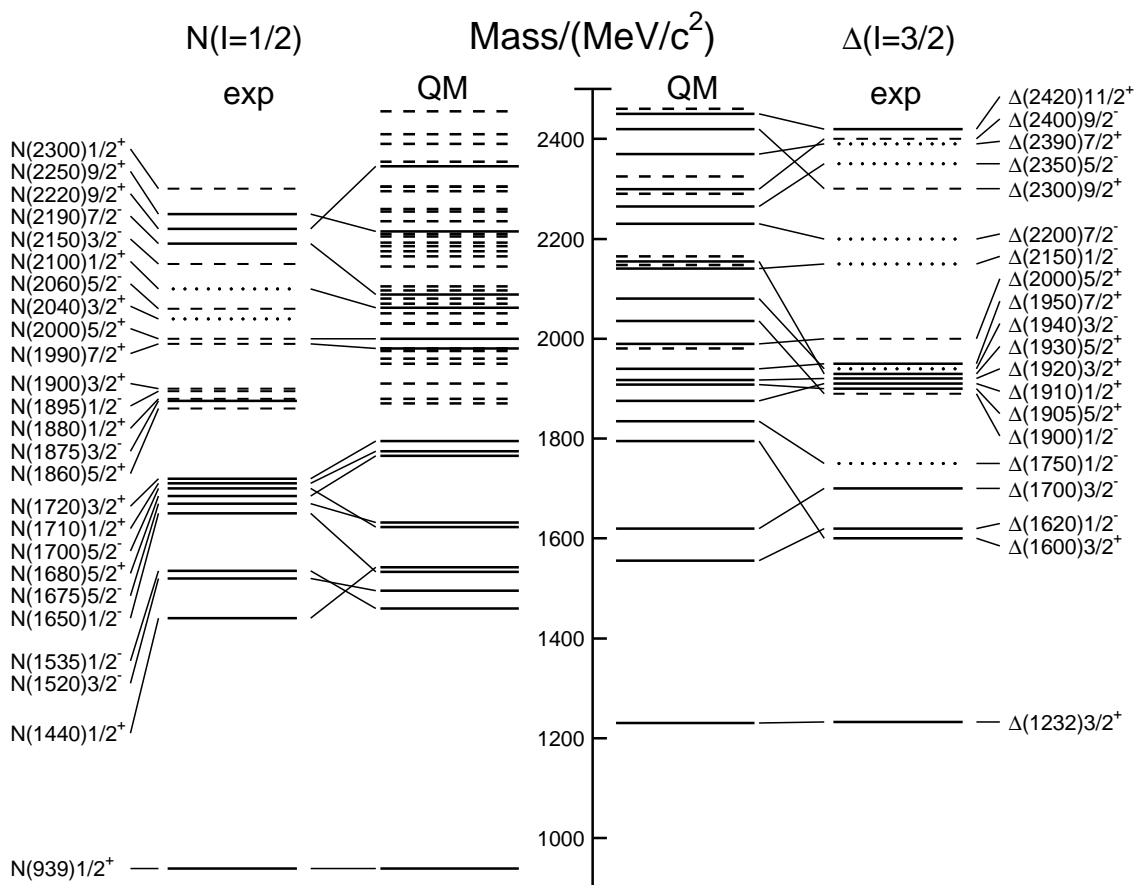 N(I=1/2) Mass/(MeV/c²) Δ(I=3/2)
exp QM QM exp
N(2300)1/2⁺
N(2250)9/2⁻
N(2220)9/2⁺
N(2190)7/2⁻
N(2150)3/2⁻
N(2100)1/2⁺
N(2060)5/2⁻
N(2040)3/2⁺
N(2000)5/2⁺
N(1990)7/2⁺
N(1900)3/2⁺
N(1895)1/2⁻
N(1880)1/2⁺
N(1875)3/2⁻
N(1860)5/2⁺
N(1720)3/2⁺
N(1710)1/2⁺
N(1700)5/2⁻
N(1680)5/2⁺
N(1675)5/2⁻
N(1650)1/2⁻
N(1535)1/2⁻
N(1520)3/2⁻
N(1440)1/2⁺
N(939)1/2⁺
2400
2200
2000
1800
1600
1400
1200
1000
Δ(2420)11/2⁺
Δ(2400)9/2⁻
Δ(2390)7/2⁺
Δ(2350)5/2⁻
Δ(2300)9/2⁺
Δ(2200)7/2⁻
Δ(2150)1/2⁻
Δ(2000)5/2⁺
Δ(1950)7/2⁺
Δ(1940)3/2⁻
Δ(1930)5/2⁻
Δ(1920)3/2⁺
Δ(1910)1/2⁺
Δ(1905)5/2⁺
Δ(1900)1/2⁻
Δ(1750)1/2⁻
Δ(1700)3/2⁻
Δ(1620)1/2⁻
Δ(1600)3/2⁺
Δ(1232)3/2⁺